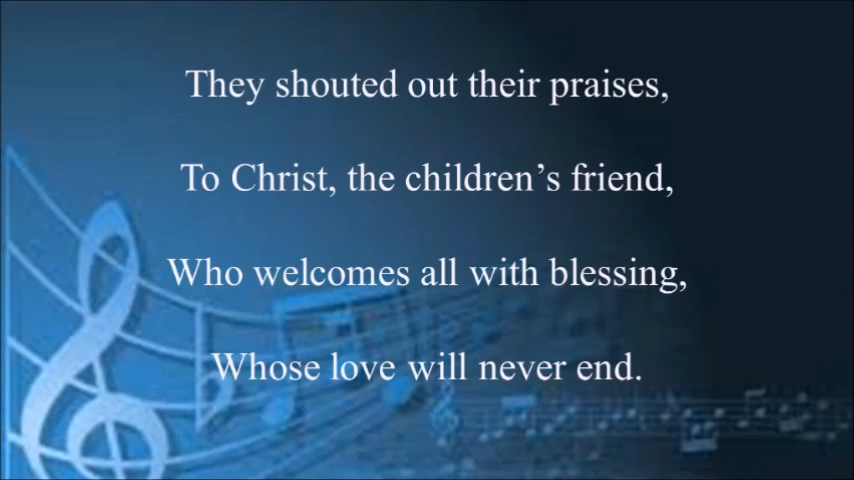 They shouted out their praises,
To Christ, the children’s friend,
Who welcomes all with blessing,
Whose love will never end.